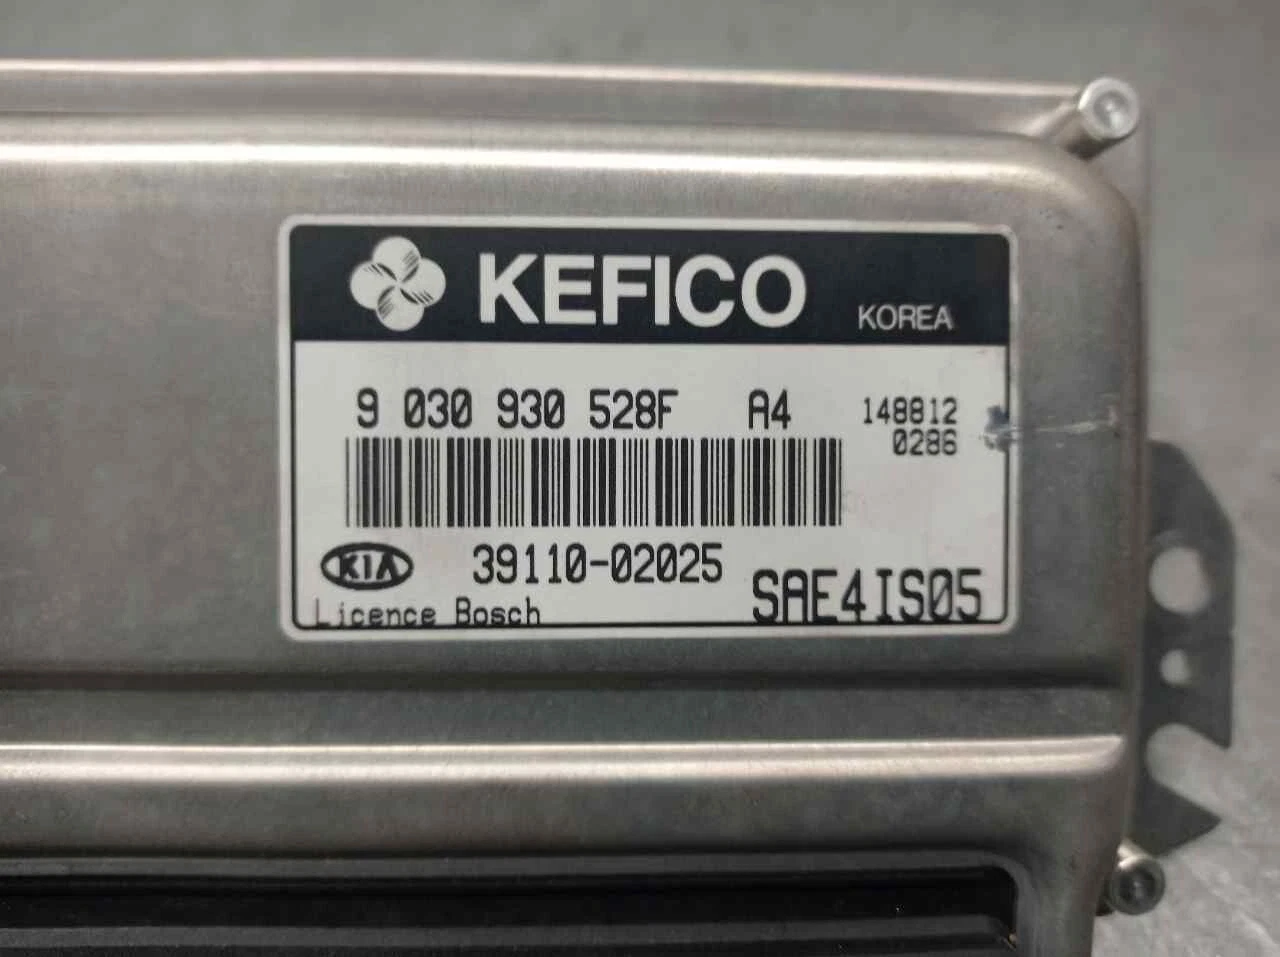 KEFICO KOREA
9 030 930 528F A4 148812
0286
KIA 39110-02025
Licence Bosch SAE4IS05